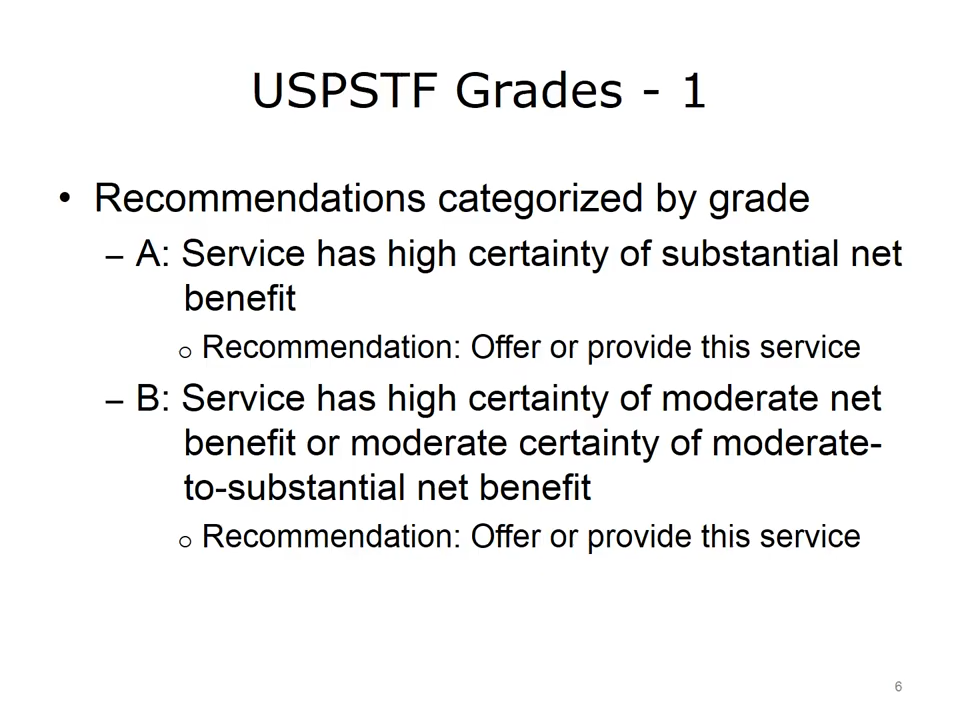 USPSTF Grades - 1
• Recommendations categorized by grade
– A: Service has high certainty of substantial net
benefit
o Recommendation: Offer or provide this service
– B: Service has high certainty of moderate net
benefit or moderate certainty of moderate-
to-substantial net benefit
o Recommendation: Offer or provide this service
6